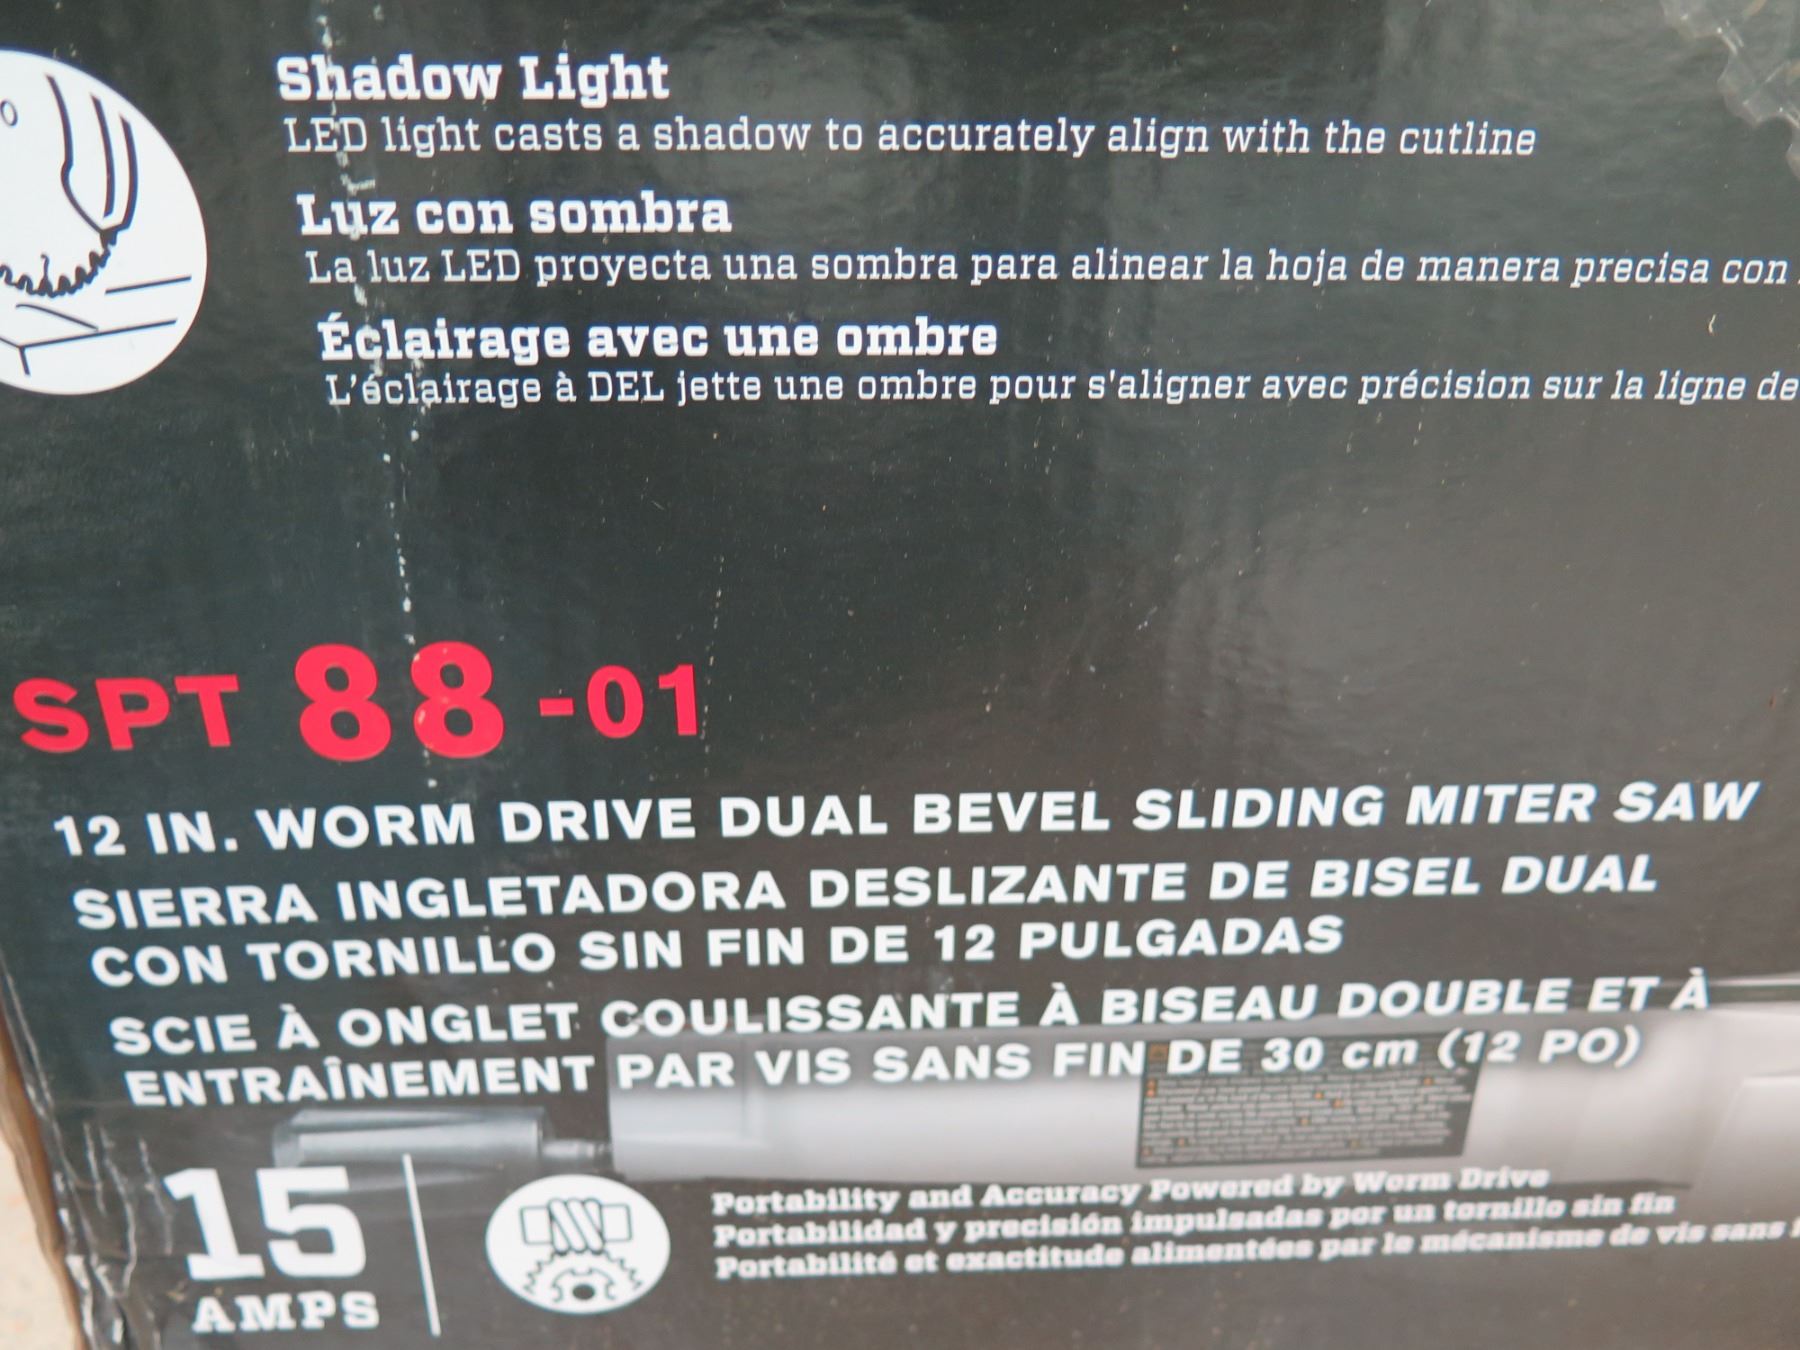 Shadow Light
LED light casts a shadow to accurately align with the cutline
Luz con sombra
La luz LED proyecta una sombra para alinear la hoja de manera precisa con
Éclairage avec une ombre
L'éclairage à DEL jette une ombre pour s'aligner avec précision sur la ligne de
SPT 88-01
12 IN. WORM DRIVE DUAL BEVEL SLIDING MITER SAW
SIERRA INGLETADORA DESLIZANTE DE BISEL DUAL
CON TORNILLO SIN FIN DE 12 PULGADAS
SCIE À ONGLET COULISSANTE À BISEAU DOUBLE ET À
ENTRAÎNEMENT PAR VIS SANS FIN DE 30 cm (12 PO)
15
AMPS
Portability and Accuracy Powered by Worm Drive
Portabilidad y precisión impulsadas por un tornillo sin fin
Portabilité et exactitude alimentées par le mécanisme de vis sans